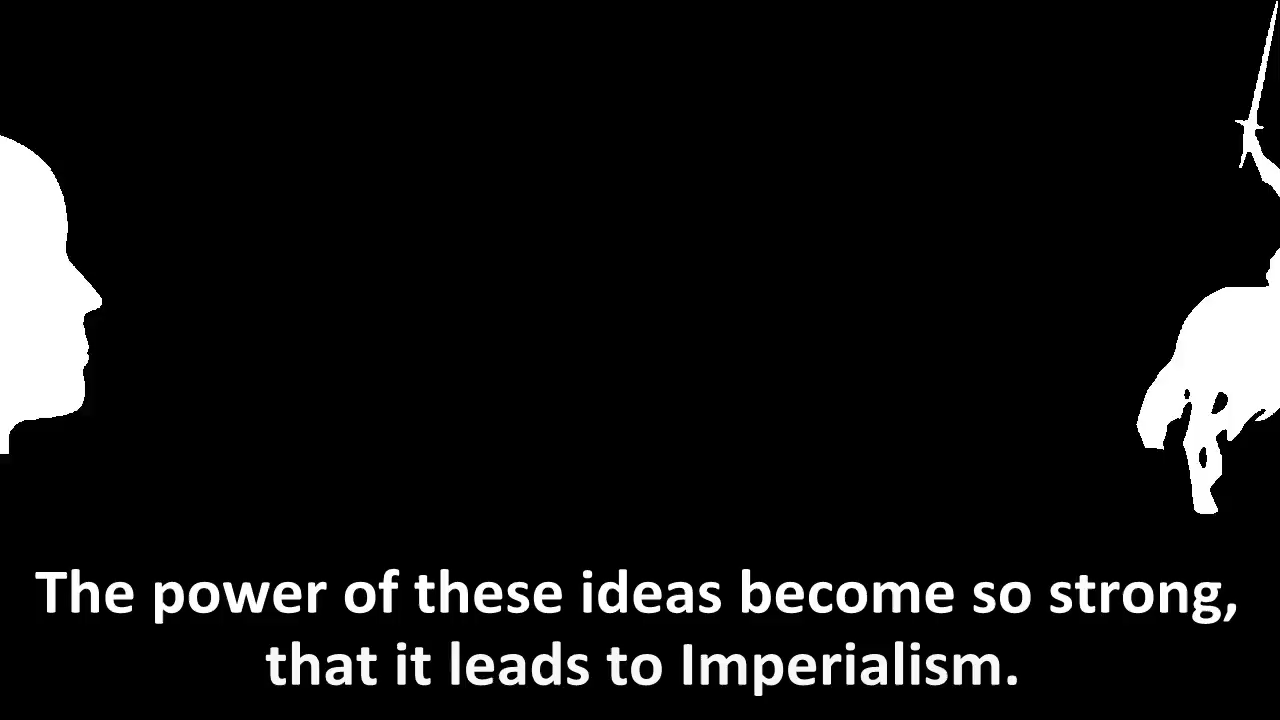 The power of these ideas become so strong,
that it leads to Imperialism.